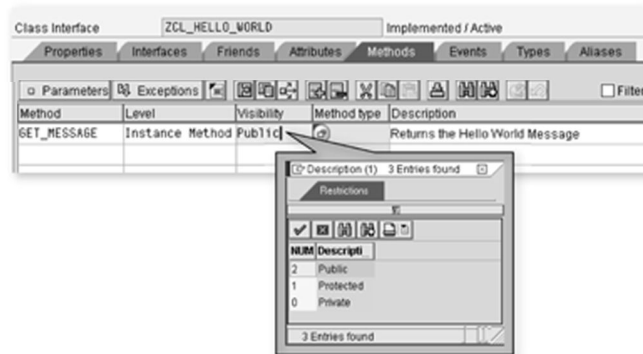 Class Interface ZCL_HELLO_WORLD Implemented / Active
Properties Interfaces Friends Attributes Methods Events Types Aliases
Parameters Exceptions Filter
Method Level Visibility Method type Description
GET_MESSAGE Instance Method Public Returns the Hello World Message
Description (1) 3 Entries found
Restrictions
NUM Descripti
2 Public
1 Protected
0 Private
3 Entries found